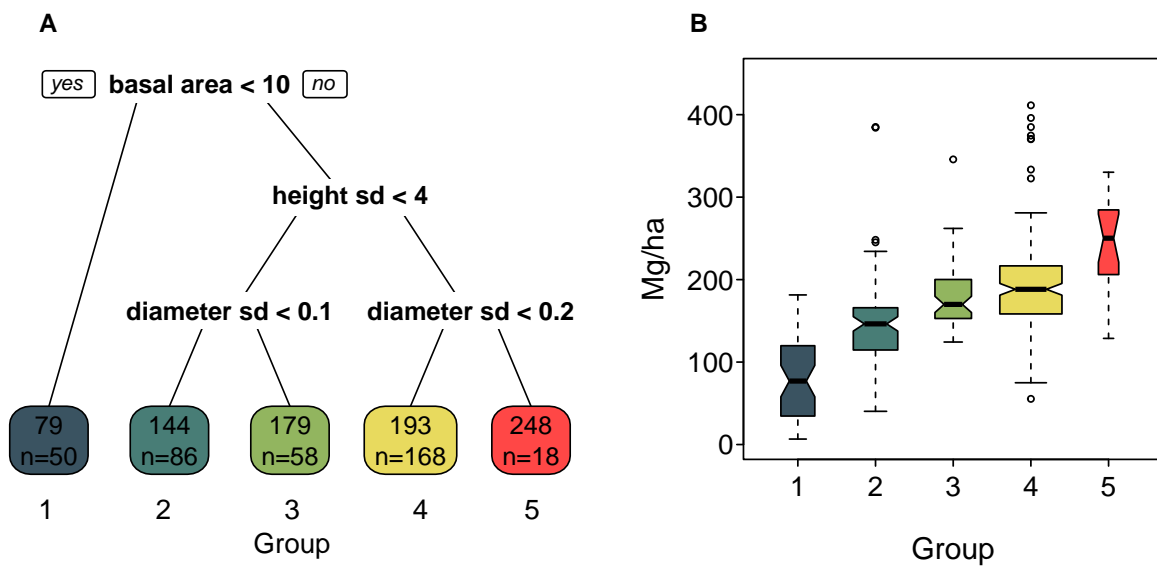 A
yes basal area < 10 no
height sd < 4
diameter sd < 0.1 diameter sd < 0.2
79 144 179 193 248
n=50 n=86 n=58 n=168 n=18
1 2 3 4 5
Group
B
Mg/ha
400
300
200
100
0
1 2 3 4 5
Group